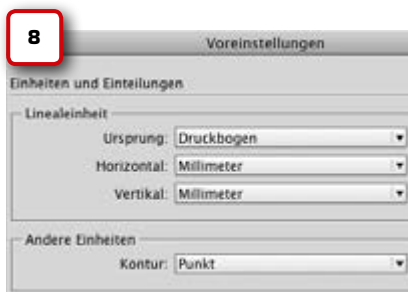 8
Voreinstellungen
Einheiten und Einteilungen
Linealeinheit
Ursprung: Druckbogen
Horizontal: Millimeter
Vertikal: Millimeter
Andere Einheiten
Kontur: Punkt